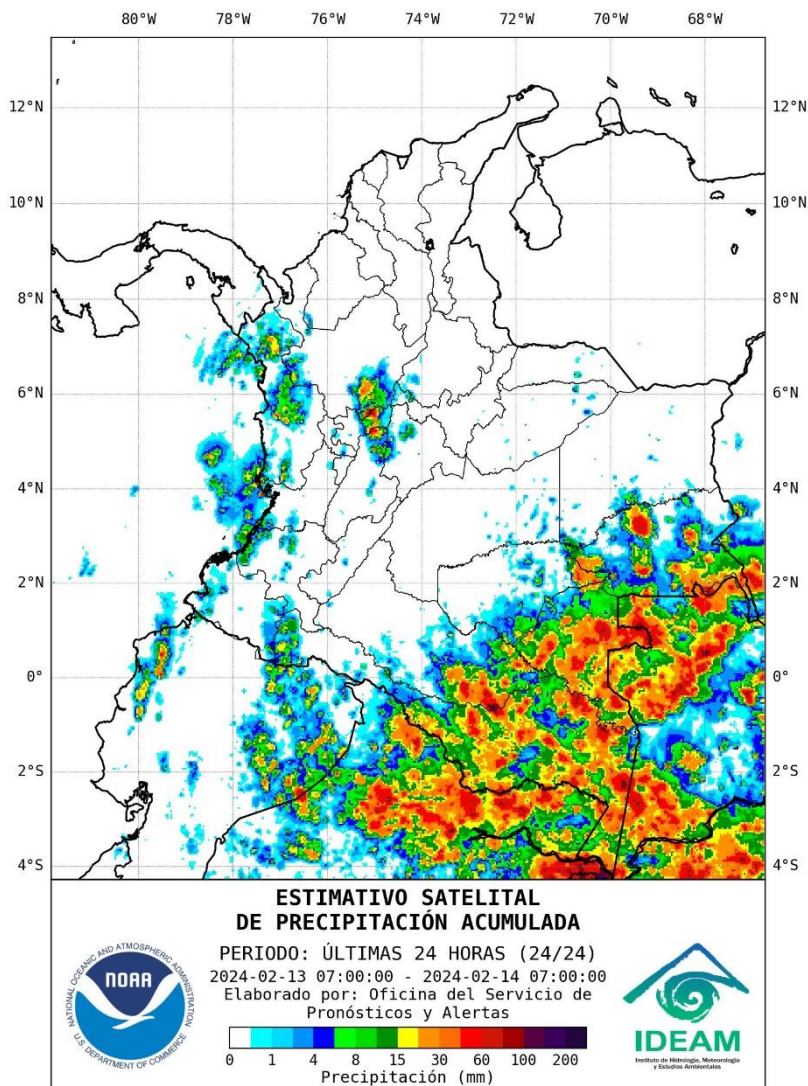 80°W 78°W 76°W 74°W 72°W 70°W 68°W
12°N 12°N
10°N 10°N
8°N 8°N
6°N 6°N
4°N 4°N
2°N 2°N
0° 0°
2°S 2°S
4°S 4°S
ESTIMATIVO SATELITAL
DE PRECIPITACIÓN ACUMULADA
PERIODO: ÚLTIMAS 24 HORAS (24/24)
2024-02-13 07:00:00 - 2024-02-14 07:00:00
Elaborado por: Oficina del Servicio de
Pronósticos y Alertas
0 1 4 8 15 30 60 100 200
Precipitación (mm)
NATIONAL OCEANIC AND ATMOSPHERIC ADMINISTRATION
NOAA
U.S. DEPARTMENT OF COMMERCE
IDEAM
Instituto de Hidrología, Meteorología
y Estudios Ambientales